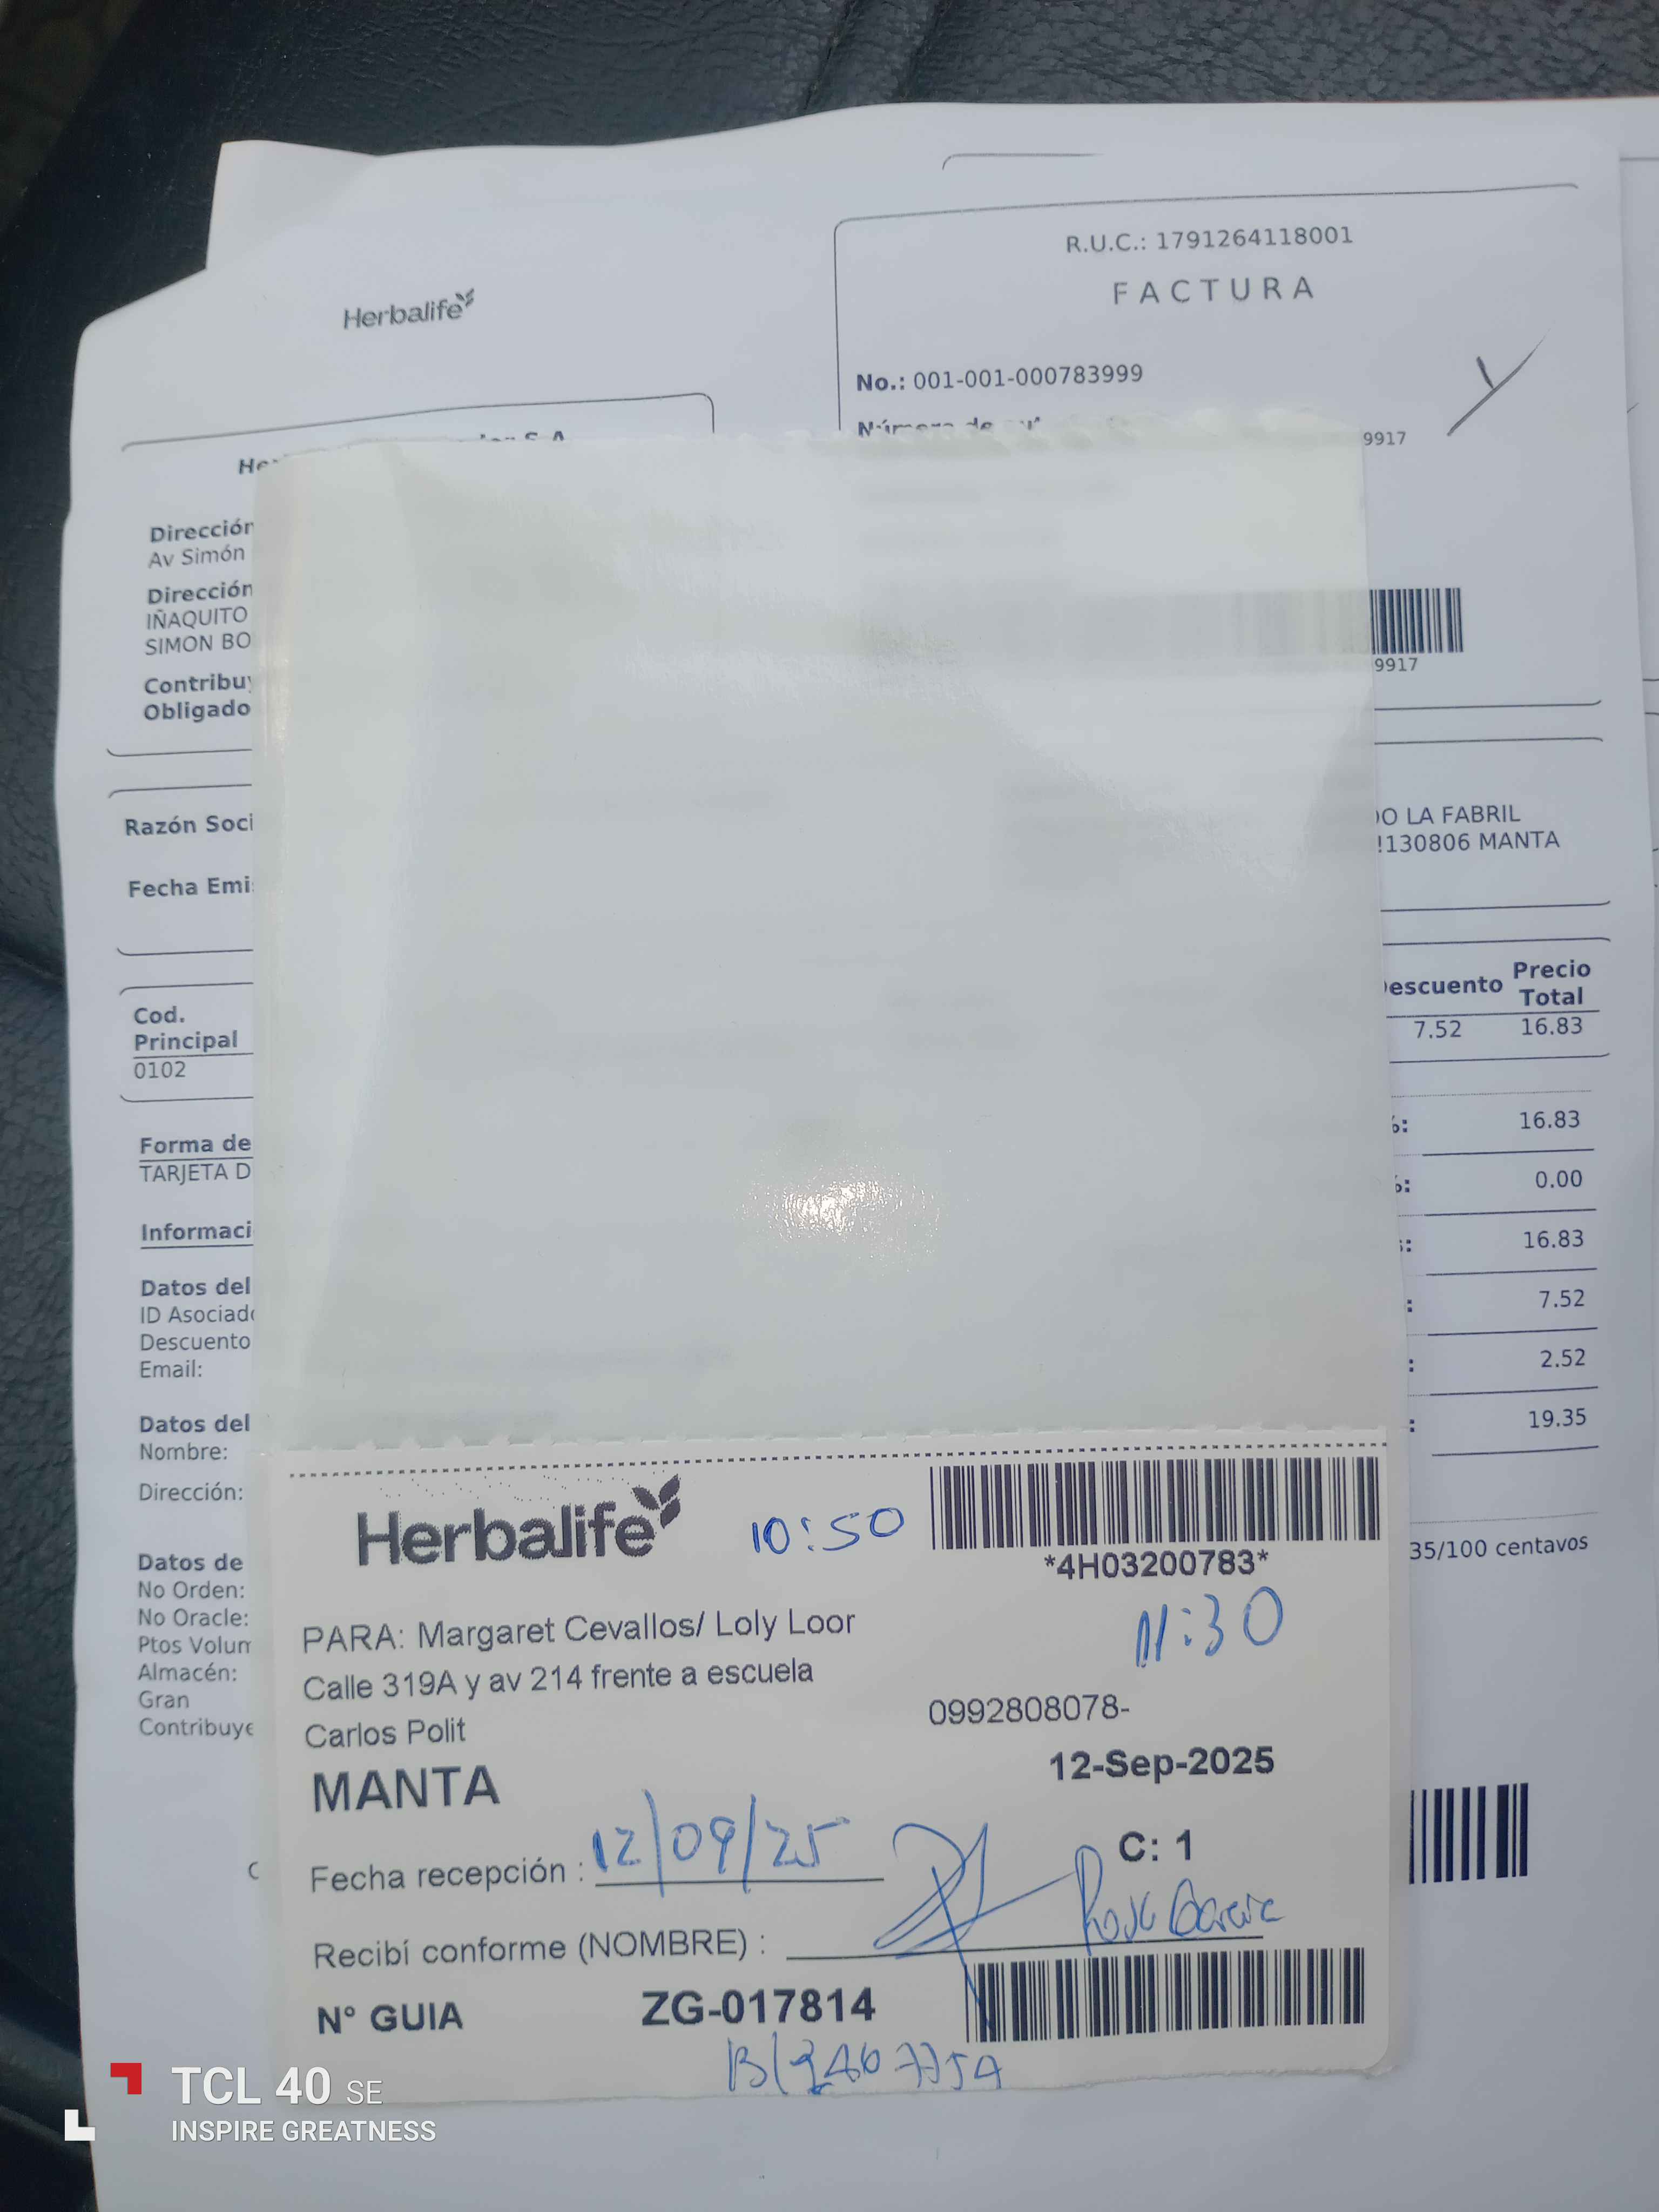 R.U.C.: 1791264118001
FACTURA
Herbalife
No.: 001-001-000783999
9917
Dirección
Av Simón
Dirección
IÑAQUITO
SIMON BO
9917
Contribuy
Obligado
Razón Soci
O LA FABRIL
130806 MANTA
Fecha Emi
Cod.
Principal
escuento
Precio
Total
0102
7.52 16.83
16.83
0.00
16.83
7.52
2.52
19.35
Forma de
TARJETA D
Informaci
Datos del
ID Asociado
Descuento
Email:
Datos del
Nombre:
Dirección:
35/100 centavos
Datos de
No Orden:
No Oracle:
Ptos Volum
Almacén:
Gran
Contribuye
Herbalife
10:50
*4H03200783*
11:30
PARA: Margaret Cevallos/ Loly Loor
Calle 319A y av 214 frente a escuela
Carlos Polit
0992808078-
MANTA
12-Sep-2025
C: 1
Fecha recepción : 12/09/25
Recibí conforme (NOMBRE) :
N° GUIA ZG-017814
TCL 40 SE
INSPIRE GREATNESS